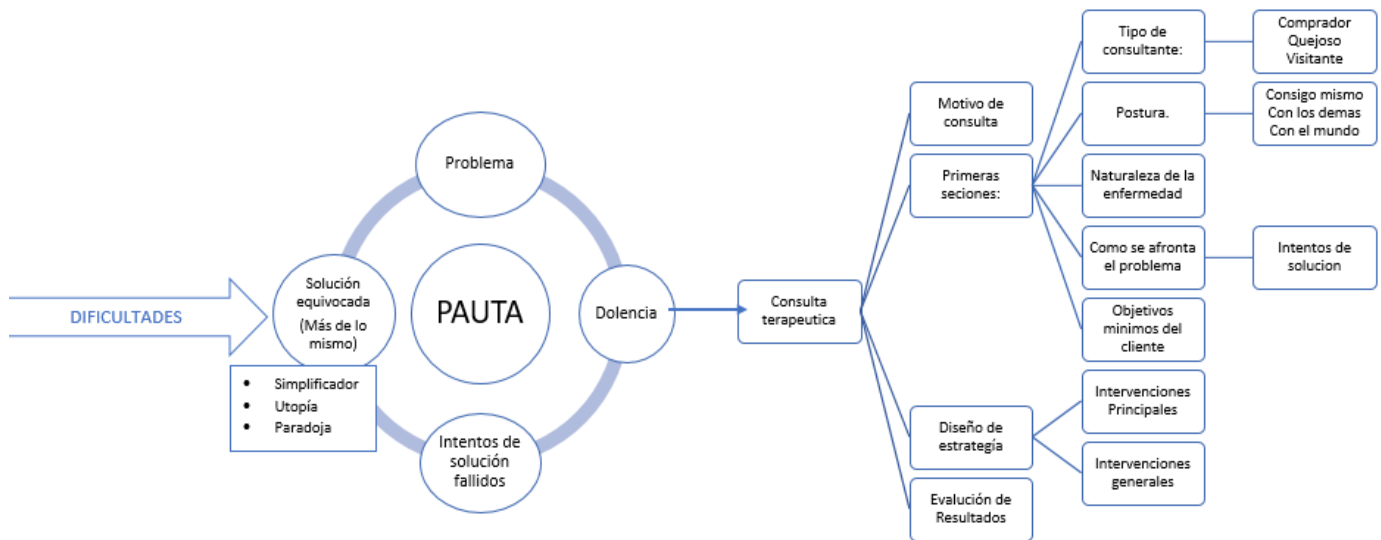 DIFICULTADES
Problema
Solución
equivocada
(Más de lo
mismo)
• Simplificador
• Utopía
• Paradoja
PAUTA
Dolencia
Intentos de
solución
fallidos
Consulta
terapeutica
Motivo de
consulta
Primeras
seciones:
Tipo de
consultante:
Comprador
Quejoso
Visitante
Postura.
Consigo mismo
Con los demas
Con el mundo
Naturaleza de la
enfermedad
Como se afronta
el problema
Intentos de
solucion
Objetivos
minimos del
cliente
Diseño de
estrategía
Intervenciones
Principales
Intervenciones
generales
Evalución de
Resultados